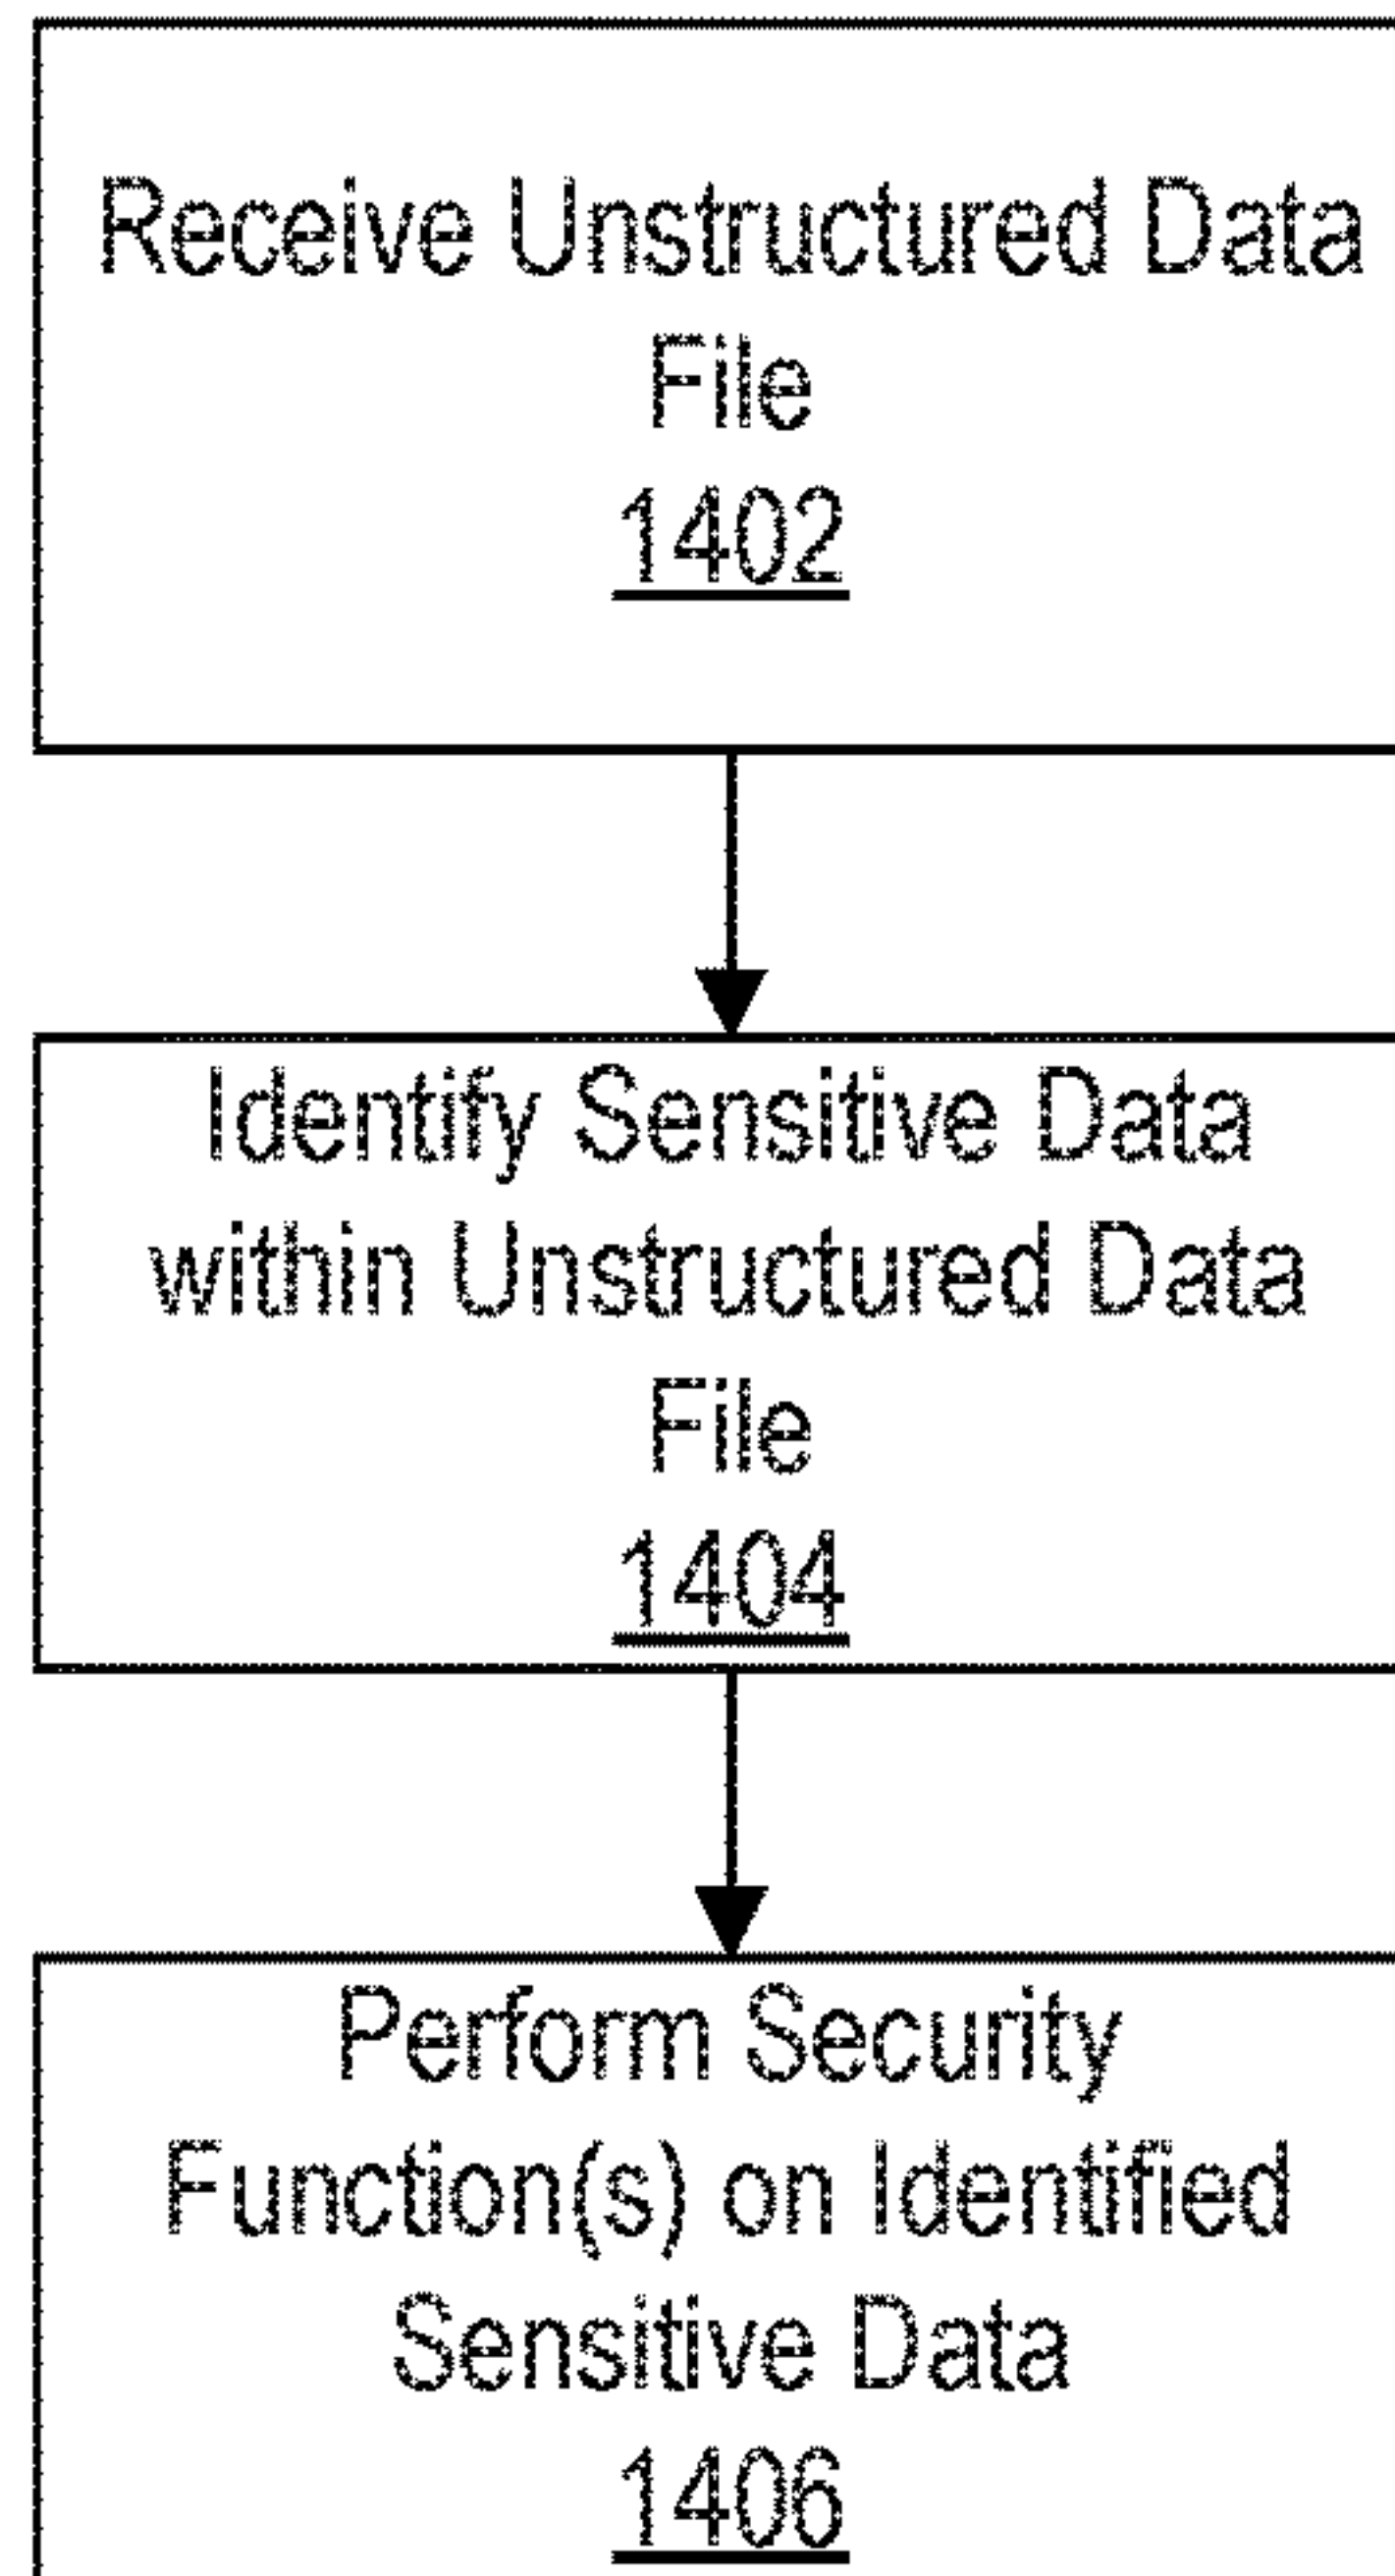 Receive Unstructured Data
File
1402
Identify Sensitive Data
within Unstructured Data
File
1404
Perform Security
Function(s) on Identified
Sensitive Data
1406